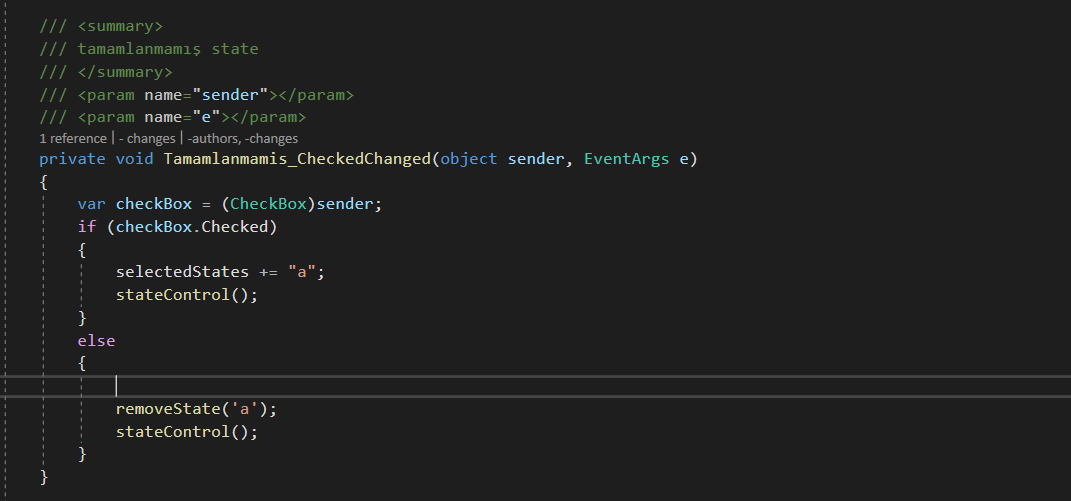 /// <summary>
/// tamamlanmamış state
/// </summary>
/// <param name="sender"></param>
/// <param name="e"></param>
1 reference | - changes | -authors, -changes
private void Tamamlanmamis_CheckedChanged(object sender, EventArgs e)
{
var checkBox = (CheckBox)sender;
if (checkBox.Checked)
{
selectedStates += "a";
stateControl();
}
else
{
removeState('a');
stateControl();
}
}